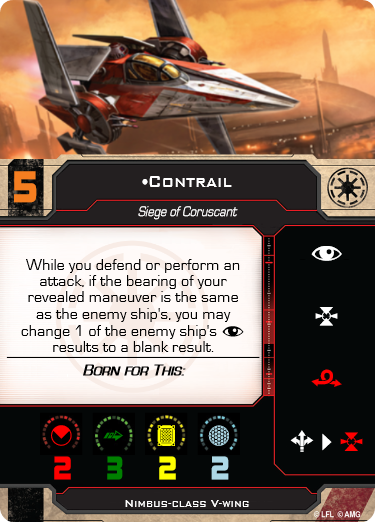 5
•Contrail
Siege of Coruscant
While you defend or perform an
attack, if the bearing of your
revealed maneuver is the same
as the enemy ship's, you may
change 1 of the enemy ship's
results to a blank result.
Born for This:
2 3 2 2
Nimbus-class V-wing
© LFL © AMG